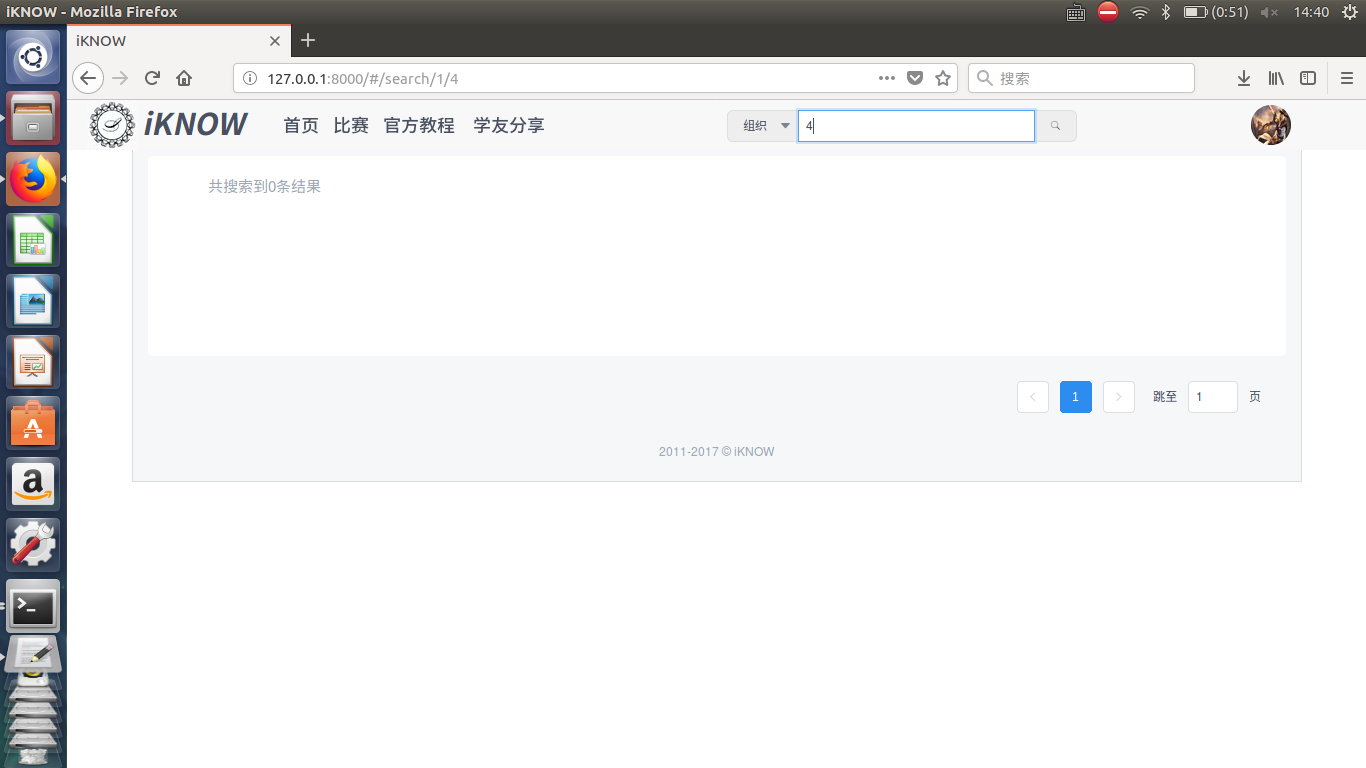 iKNOW - Mozilla Firefox
(0:51)
14:40
iKNOW
127.0.0.1:8000/#/search/1/4
搜索
iKNOW
首页 比赛 官方教程 学友分享
组织
4
共搜索到0条结果
1
跳至 1 页
2011-2017 © iKNOW